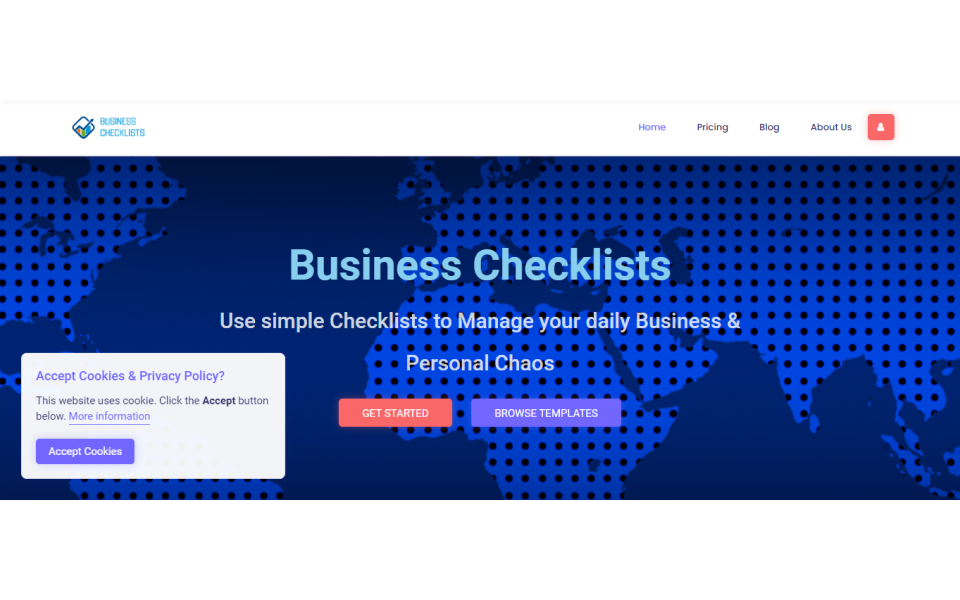 BUSINESS
CHECKLISTS
Home Pricing Blog About Us
Business Checklists
Use simple Checklists to Manage your daily Business &
Personal Chaos
GET STARTED BROWSE TEMPLATES
Accept Cookies & Privacy Policy?
This website uses cookie. Click the Accept button
below. More information
Accept Cookies